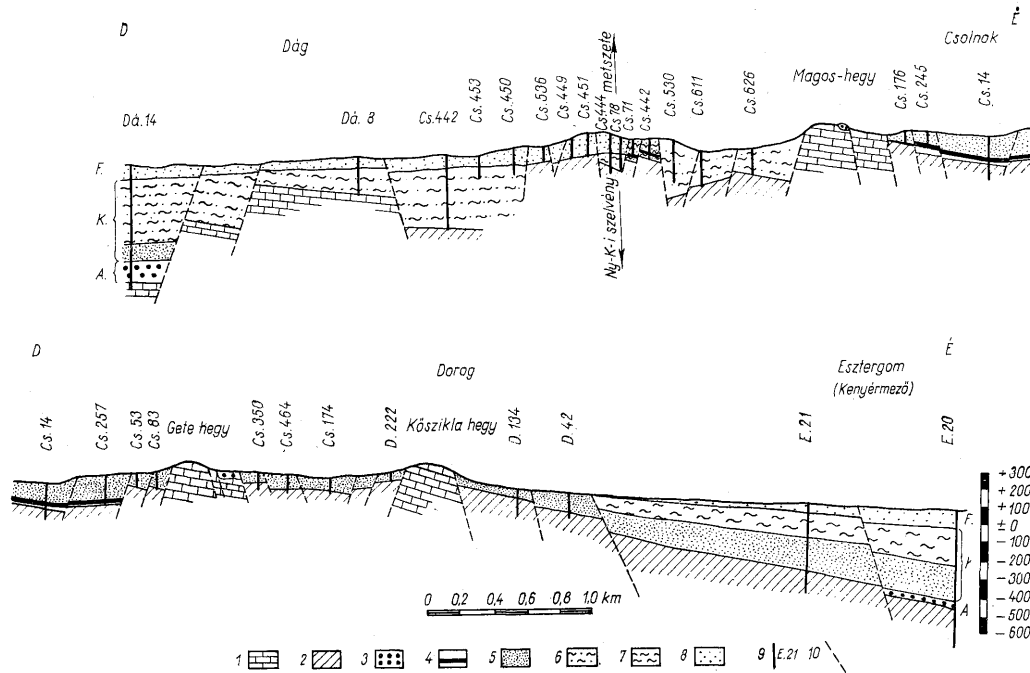 D É
Dág Csolnok
Magos-hegy
Ny-K-i szelvény metszete
Dá.14 Dá. 8 Cs.442 Cs.453 Cs.450 Cs.536 Cs.449 Cs.451 Cs.444 Cs.78 Cs.71 Cs.442 Cs.530 Cs.611 Cs.626 Cs.176 Cs.245 Cs.14
F.
K.
A.
D É
Dorog Esztergom
(Kenyérmező)
Cs.14 Cs.257 Cs.53 Cs.83 Gete hegy Cs.350 Cs.464 Cs.174 D.222 Kőszikla hegy D.134 D.42 E.21 E.20
+300
+200
+100
±0
-100
-200
-300
-400
-500
-600
F.
K
A
0 0,2 0,4 0,6 0,8 1,0 km
1 2 3 4 5 6 7 8 9 E.21 10